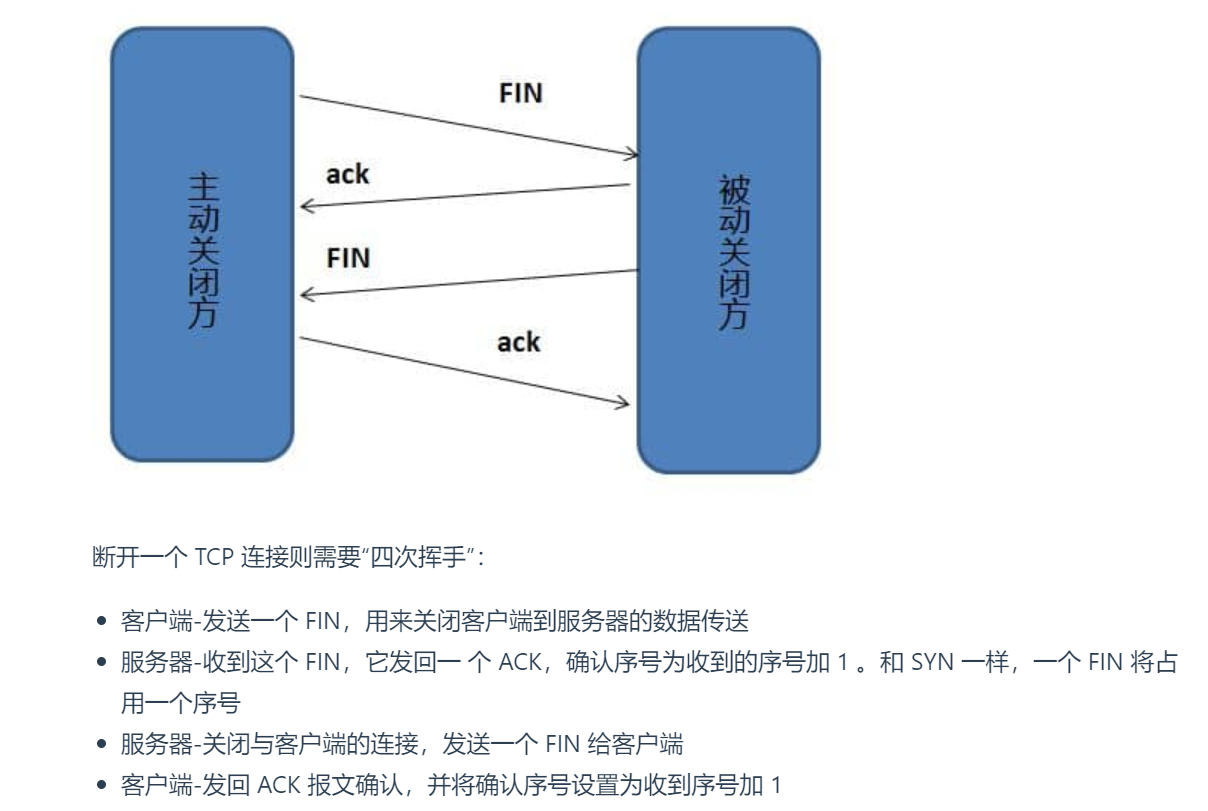 FIN
ack
主动关闭方
被动关闭方
FIN
ack
断开一个 TCP 连接则需要“四次挥手”：
客户端-发送一个 FIN，用来关闭客户端到服务器的数据传送
服务器-收到这个 FIN，它发回一 个 ACK，确认序号为收到的序号加 1 。和 SYN 一样，一个 FIN 将占
用一个序号
服务器-关闭与客户端的连接，发送一个 FIN 给客户端
客户端-发回 ACK 报文确认，并将确认序号设置为收到序号加 1